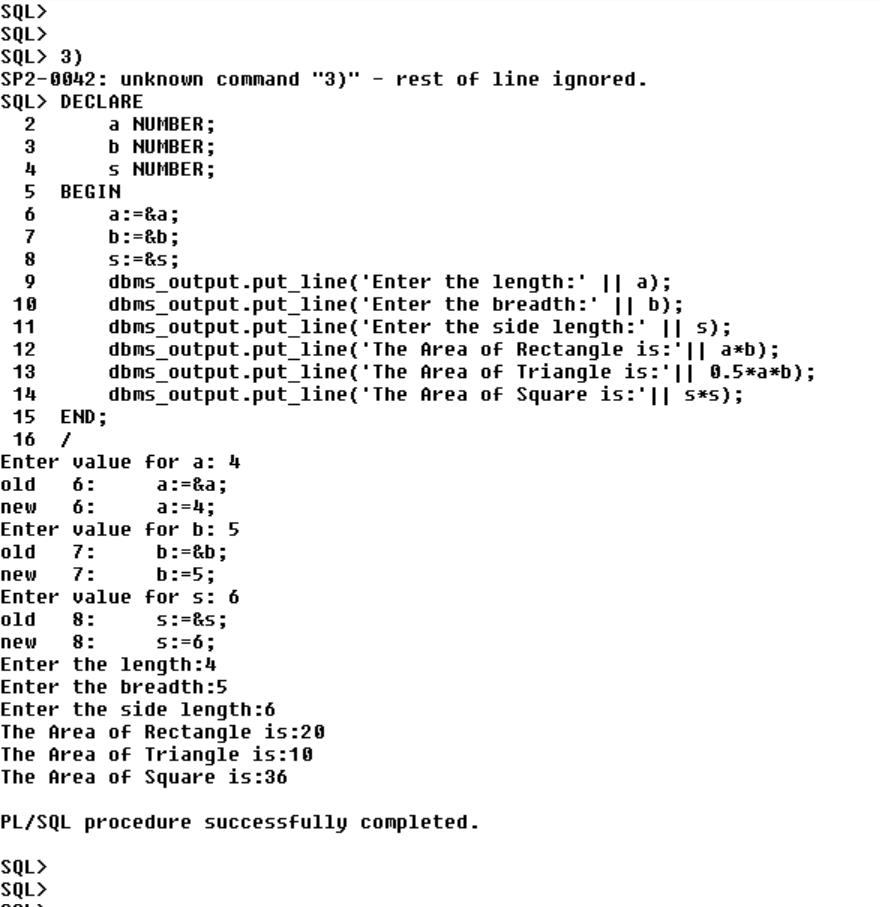 SQL>
SQL>
SQL> 3)
SP2-0042: unknown command "3)" - rest of line ignored.
SQL> DECLARE
  2      a NUMBER;
  3      b NUMBER;
  4      s NUMBER;
  5  BEGIN
  6      a:=&a;
  7      b:=&b;
  8      s:=&s;
  9      dbms_output.put_line('Enter the length:' || a);
 10      dbms_output.put_line('Enter the breadth:' || b);
 11      dbms_output.put_line('Enter the side length:' || s);
 12      dbms_output.put_line('The Area of Rectangle is:'|| a*b);
 13      dbms_output.put_line('The Area of Triangle is:'|| 0.5*a*b);
 14      dbms_output.put_line('The Area of Square is:'|| s*s);
 15  END;
 16  /
Enter value for a: 4
old   6:     a:=&a;
new   6:     a:=4;
Enter value for b: 5
old   7:     b:=&b;
new   7:     b:=5;
Enter value for s: 6
old   8:     s:=&s;
new   8:     s:=6;
Enter the length:4
Enter the breadth:5
Enter the side length:6
The Area of Rectangle is:20
The Area of Triangle is:10
The Area of Square is:36

PL/SQL procedure successfully completed.

SQL>
SQL>